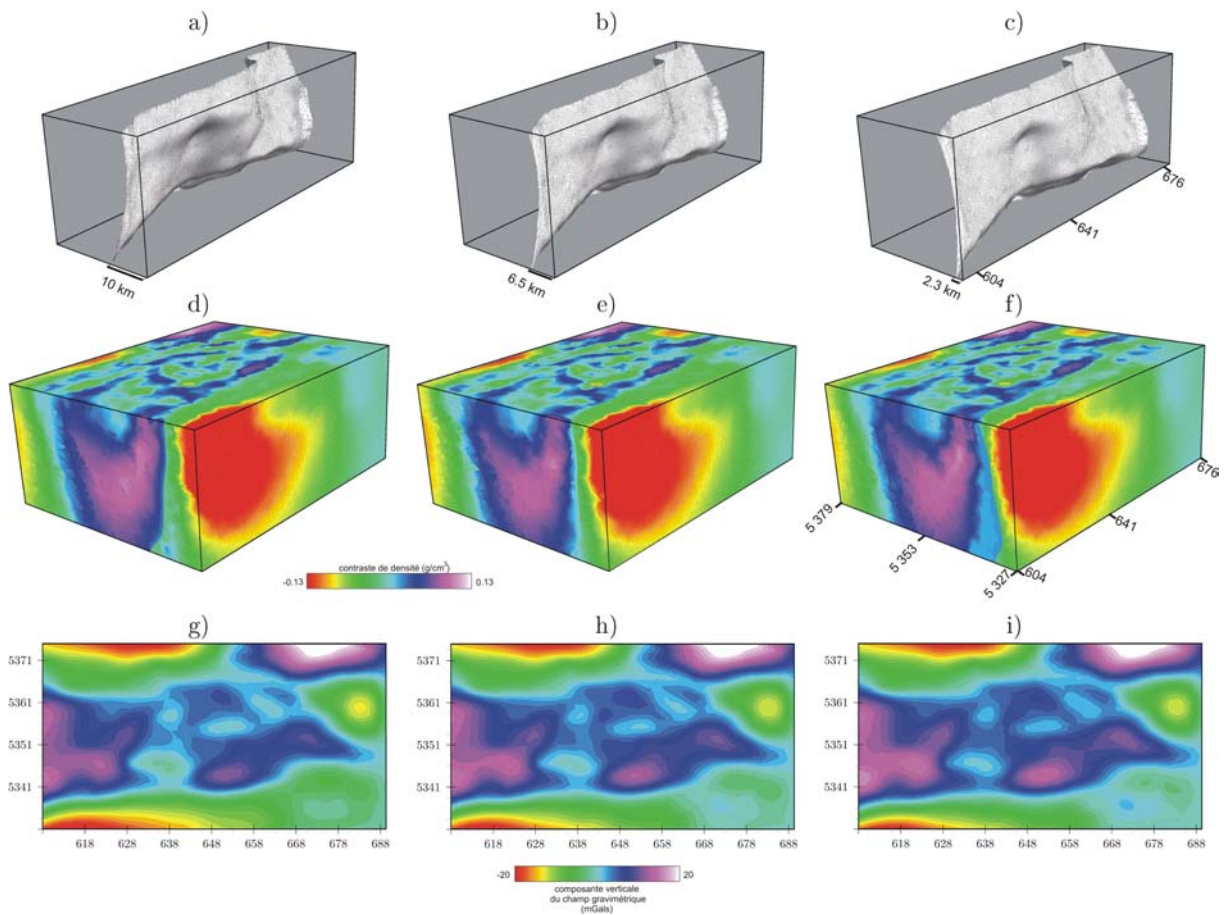 a)
b)
c)
10 km
6.5 km
2.3 km
604
641
676
d)
e)
f)
5 379
5 353
5 327
604
641
676
contraste de densité (g/cm³)
-0.13
0.13
g)
h)
i)
5371
5361
5351
5341
618 628 638 648 658 668 678 688
5371
5361
5351
5341
618 628 638 648 658 668 678 688
5371
5361
5351
5341
618 628 638 648 658 668 678 688
-20
20
composante verticale
du champ gravimétrique
(mGals)